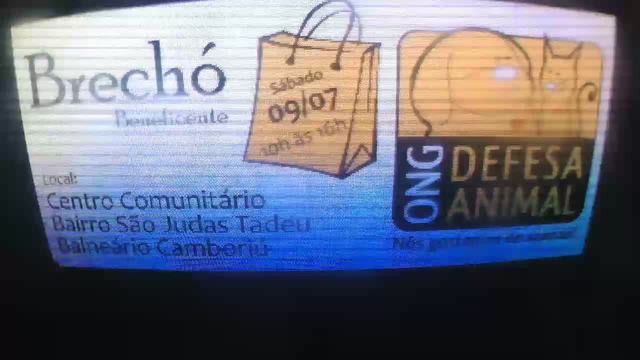 Brechó
Beneficente
Sábado
09/07
10h às 16h
Local:
Centro Comunitário
Bairro São Judas Tadeu
Balneário Camboriú
ONG
DEFESA
ANIMAL
Nós